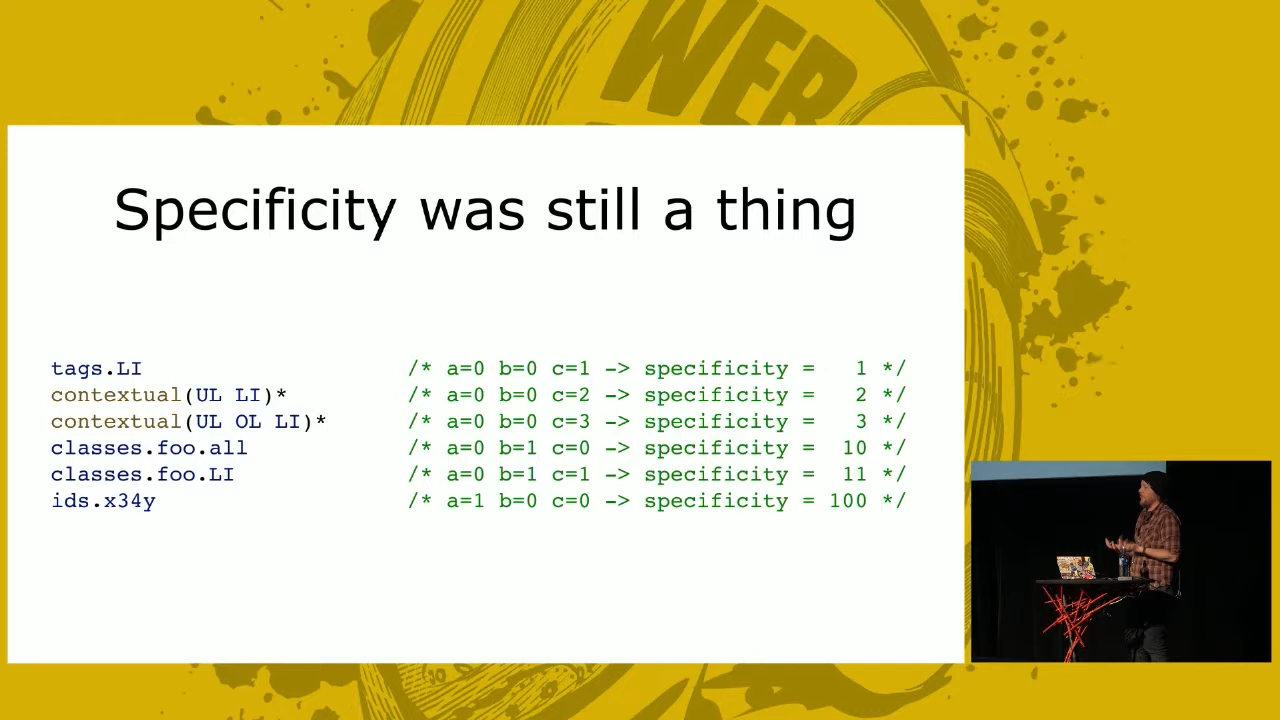 WEB
Specificity was still a thing
tags.LI /* a=0 b=0 c=1 -> specificity = 1 */
contextual(UL LI)* /* a=0 b=0 c=2 -> specificity = 2 */
contextual(UL OL LI)* /* a=0 b=0 c=3 -> specificity = 3 */
classes.foo.all /* a=0 b=1 c=0 -> specificity = 10 */
classes.foo.LI /* a=0 b=1 c=1 -> specificity = 11 */
ids.x34y /* a=1 b=0 c=0 -> specificity = 100 */